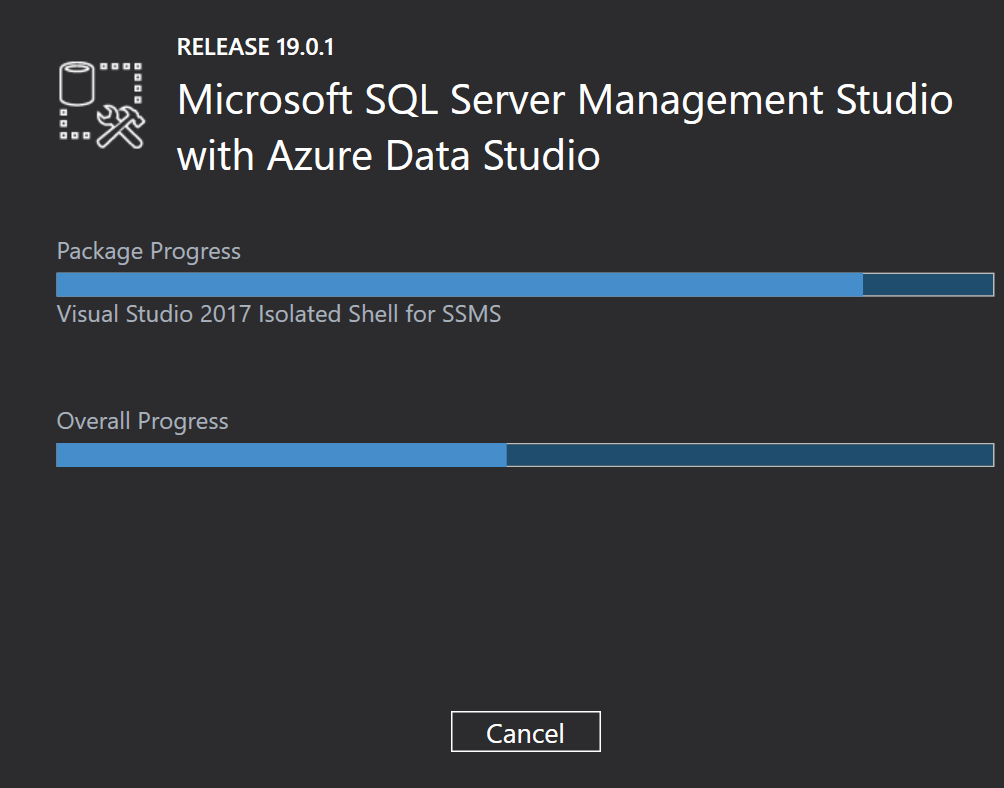 RELEASE 19.0.1
Microsoft SQL Server Management Studio
with Azure Data Studio
Package Progress
Visual Studio 2017 Isolated Shell for SSMS
Overall Progress
Cancel